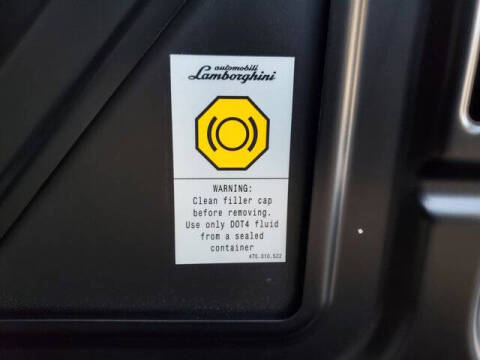 automobili
Lamborghini
WARNING:
Clean filler cap
before removing.
Use only DOT4 fluid
from a sealed
container
470.010.522